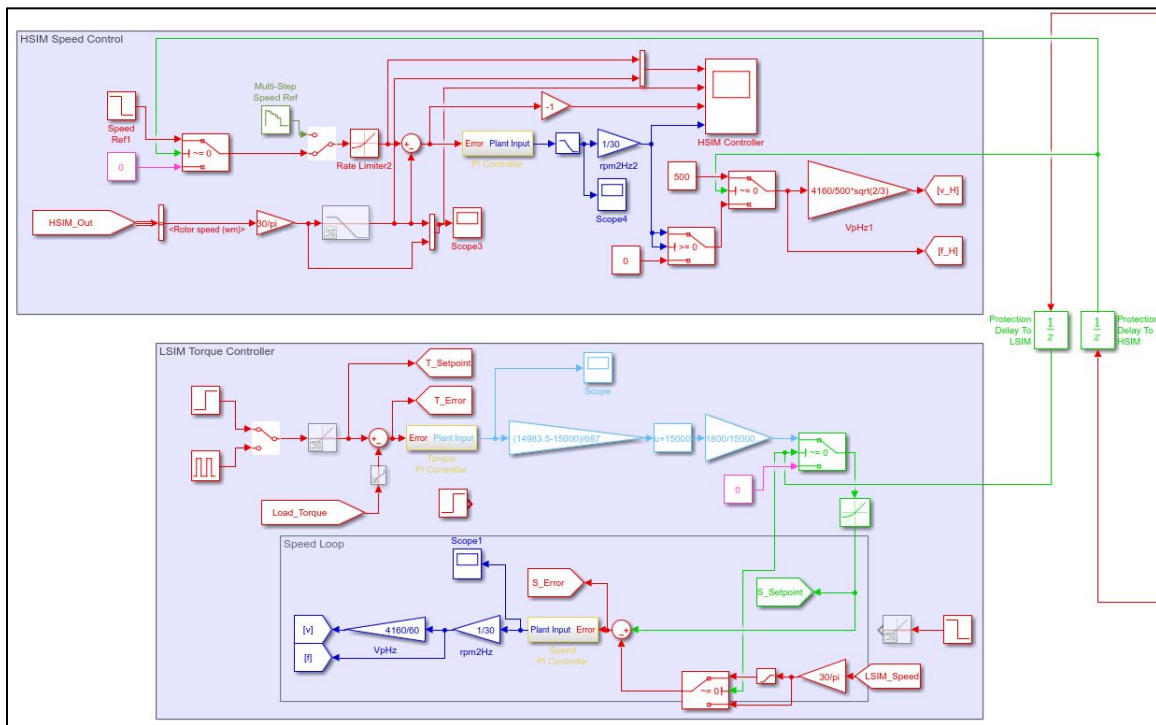 HSIM Speed Control
Multi-Step
Speed Ref
Speed
Ref1
~= 0
0
Rate Limiter2
+
-
Error
Plant Input
PI Controller
-1
1/30
rpm2Hz2
Scope4
HSIM Controller
HSIM_Out
<Rotor speed (wm)>
30/pi
Scope3
500
~= 0
>= 0
0
4160/500*sqrt(2/3)
VpHz1
[v_H]
[f_H]
Protection
Delay To
LSIM
1
z
1
z
Protection
Delay To
HSIM
LSIM Torque Controller
T_Setpoint
T_Error
+
-
Error
Plant Input
Torque
PI Controller
Load_Torque
Scope
(14983.5-15000)/687
u+15000
1800/15000
~= 0
0
Speed Loop
Scope1
S_Error
S_Setpoint
[v]
[f]
4160/60
VpHz
1/30
rpm2Hz
Plant Input
Error
Speed
PI Controller
-
+
~= 0
30/pi
LSIM_Speed